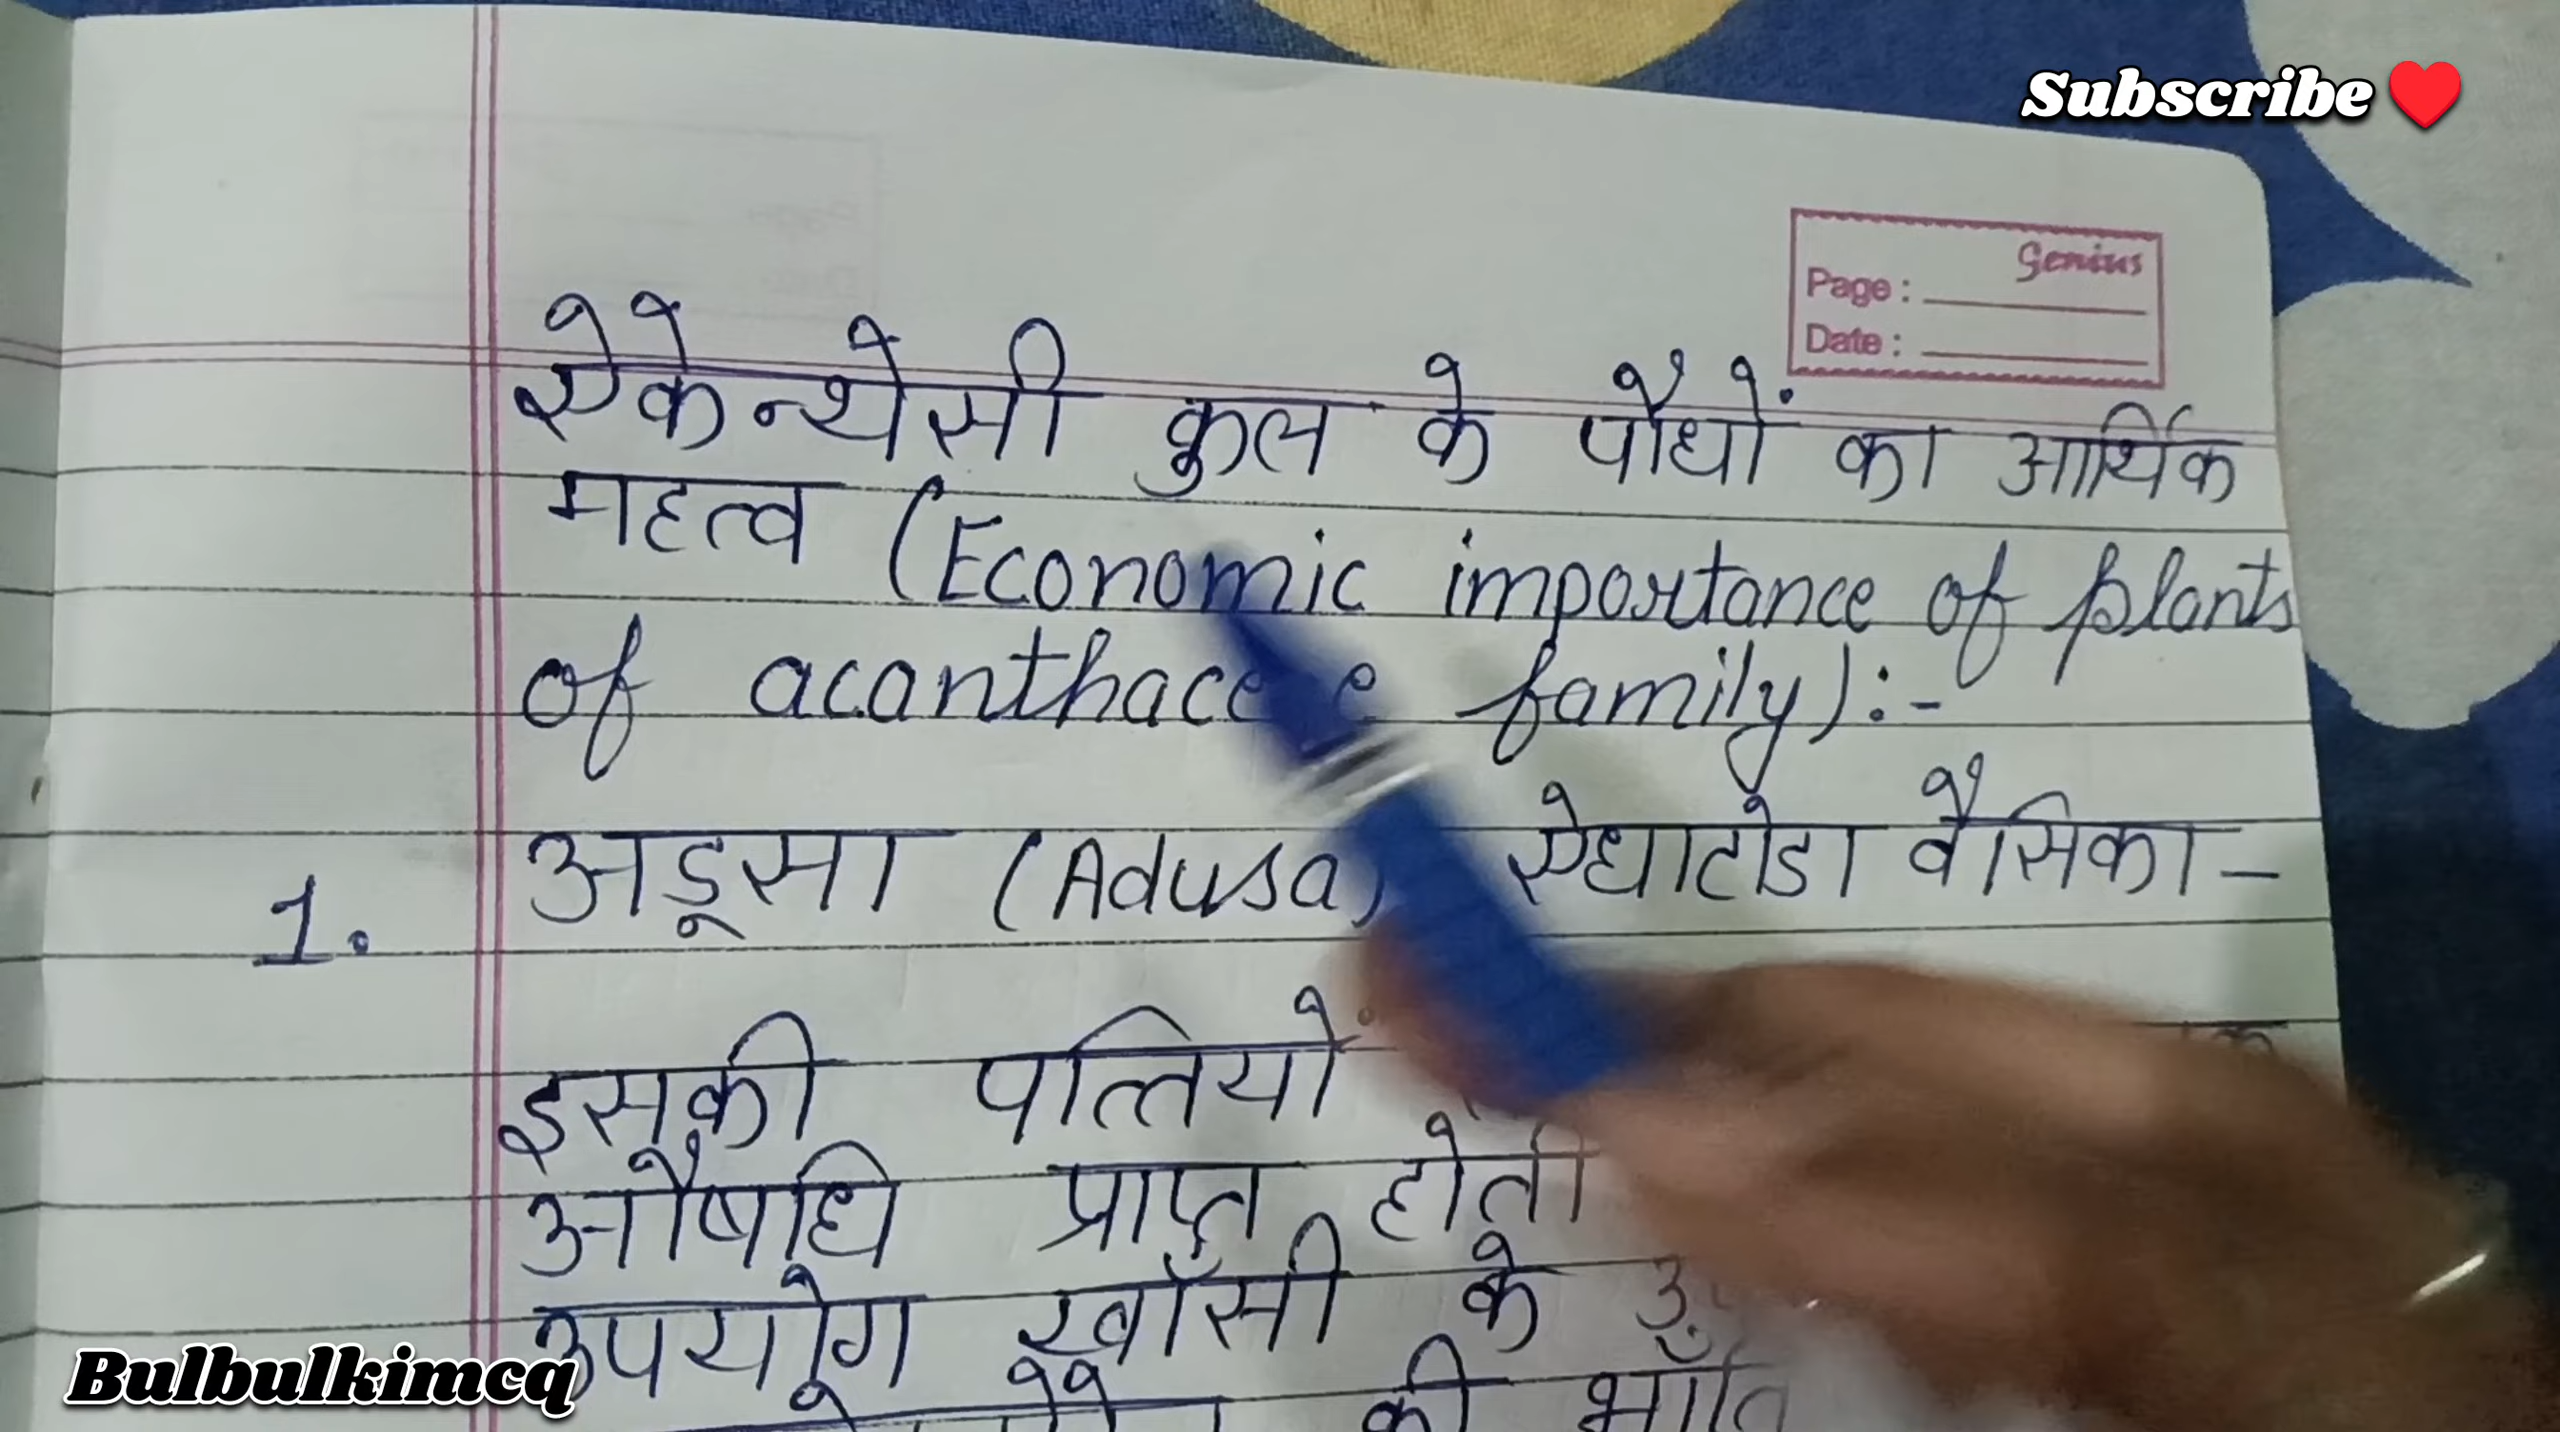 Subscribe
Genius
Page :
Date :
ऐकेन्थेसी कुल के पौधों का आर्थिक
महत्व (Economic importance of plants
of family):-
1. अडूसा (Adusa) ऐधाटोडा वैसिका -
इसकी पत्तियों
औषधि प्राप्त होती
उपयोग खाँसी के
की भाँति
Bulbulkimcq